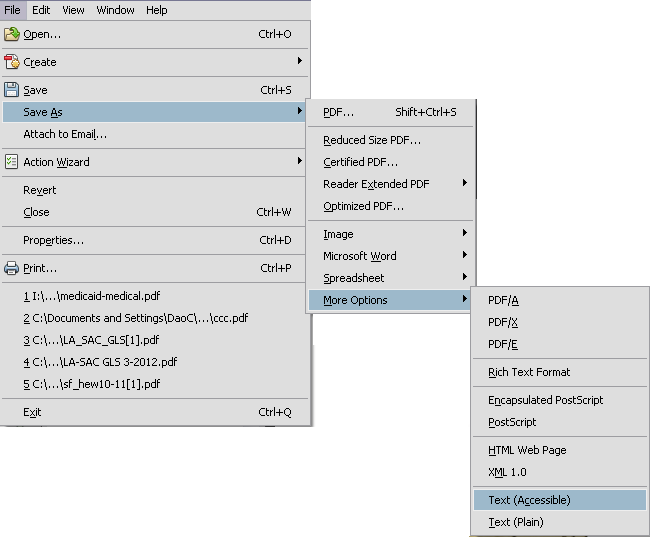 File Edit View Window Help
Open... Ctrl+O
Create
Save Ctrl+S
Save As
Attach to Email...
Action Wizard
Revert
Close Ctrl+W
Properties... Ctrl+D
Print... Ctrl+P
1 I:\...\medicaid-medical.pdf
2 C:\Documents and Settings\DaoC\...\ccc.pdf
3 C:\...\LA_SAC_GLS[1].pdf
4 C:\...\LA-SAC GLS 3-2012.pdf
5 C:\...\sf_hew10-11[1].pdf
Exit Ctrl+Q
PDF... Shift+Ctrl+S
Reduced Size PDF...
Certified PDF...
Reader Extended PDF
Optimized PDF...
Image
Microsoft Word
Spreadsheet
More Options
PDF/A
PDF/X
PDF/E
Rich Text Format
Encapsulated PostScript
PostScript
HTML Web Page
XML 1.0
Text (Accessible)
Text (Plain)